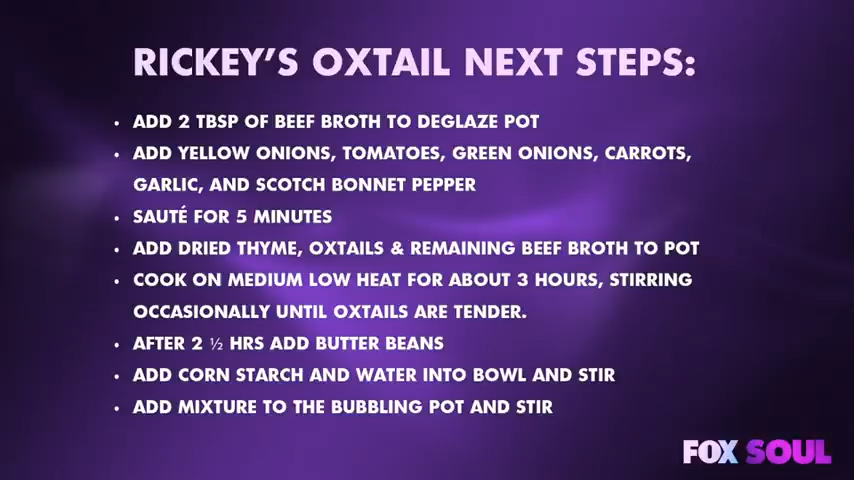 RICKEY'S OXTAIL NEXT STEPS:
• ADD 2 TBSP OF BEEF BROTH TO DEGLAZE POT
• ADD YELLOW ONIONS, TOMATOES, GREEN ONIONS, CARROTS,
GARLIC, AND SCOTCH BONNET PEPPER
• SAUTÉ FOR 5 MINUTES
• ADD DRIED THYME, OXTAILS & REMAINING BEEF BROTH TO POT
• COOK ON MEDIUM LOW HEAT FOR ABOUT 3 HOURS, STIRRING
OCCASIONALLY UNTIL OXTAILS ARE TENDER.
• AFTER 2 ½ HRS ADD BUTTER BEANS
• ADD CORN STARCH AND WATER INTO BOWL AND STIR
• ADD MIXTURE TO THE BUBBLING POT AND STIR
FOX SOUL